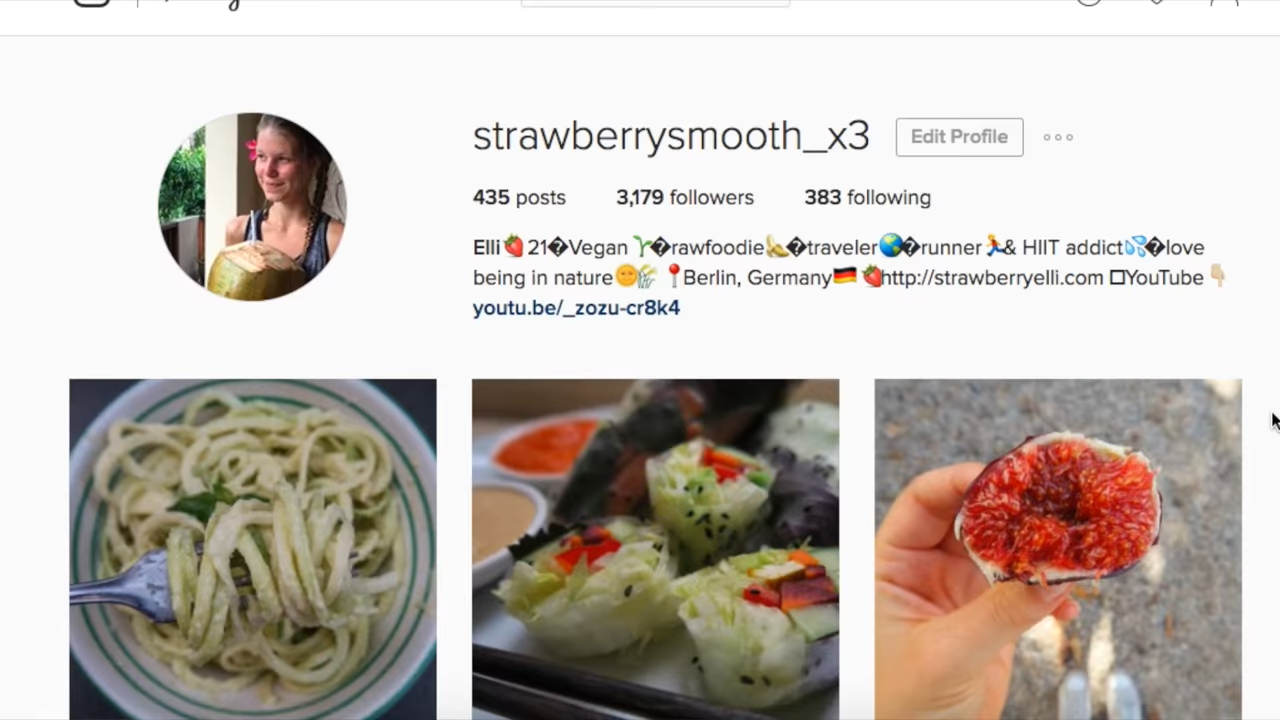 strawberrysmooth_x3 Edit Profile
435 posts 3,179 followers 383 following
Elli🍓21�Vegan 🌱�rawfoodie🍌�traveler🌎�runner🏃& HIIT addict💦�love
being in nature🌞🌾📍Berlin, Germany🇩🇪 🍓http://strawberryelli.com □YouTube👇🏼
youtu.be/_zozu-cr8k4